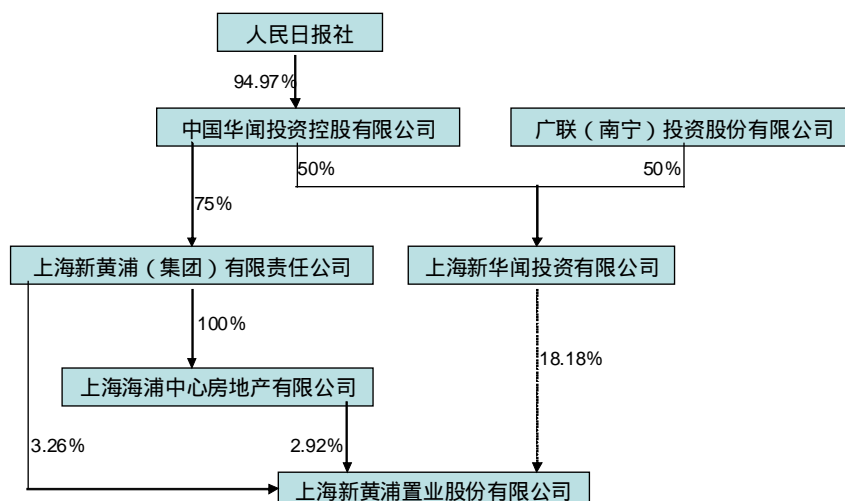 人民日报社
94.97%
中国华闻投资控股有限公司
广联（南宁）投资股份有限公司
50%
50%
75%
上海新黄浦（集团）有限责任公司
上海新华闻投资有限公司
100%
18.18%
上海海浦中心房地产有限公司
3.26%
2.92%
上海新黄浦置业股份有限公司